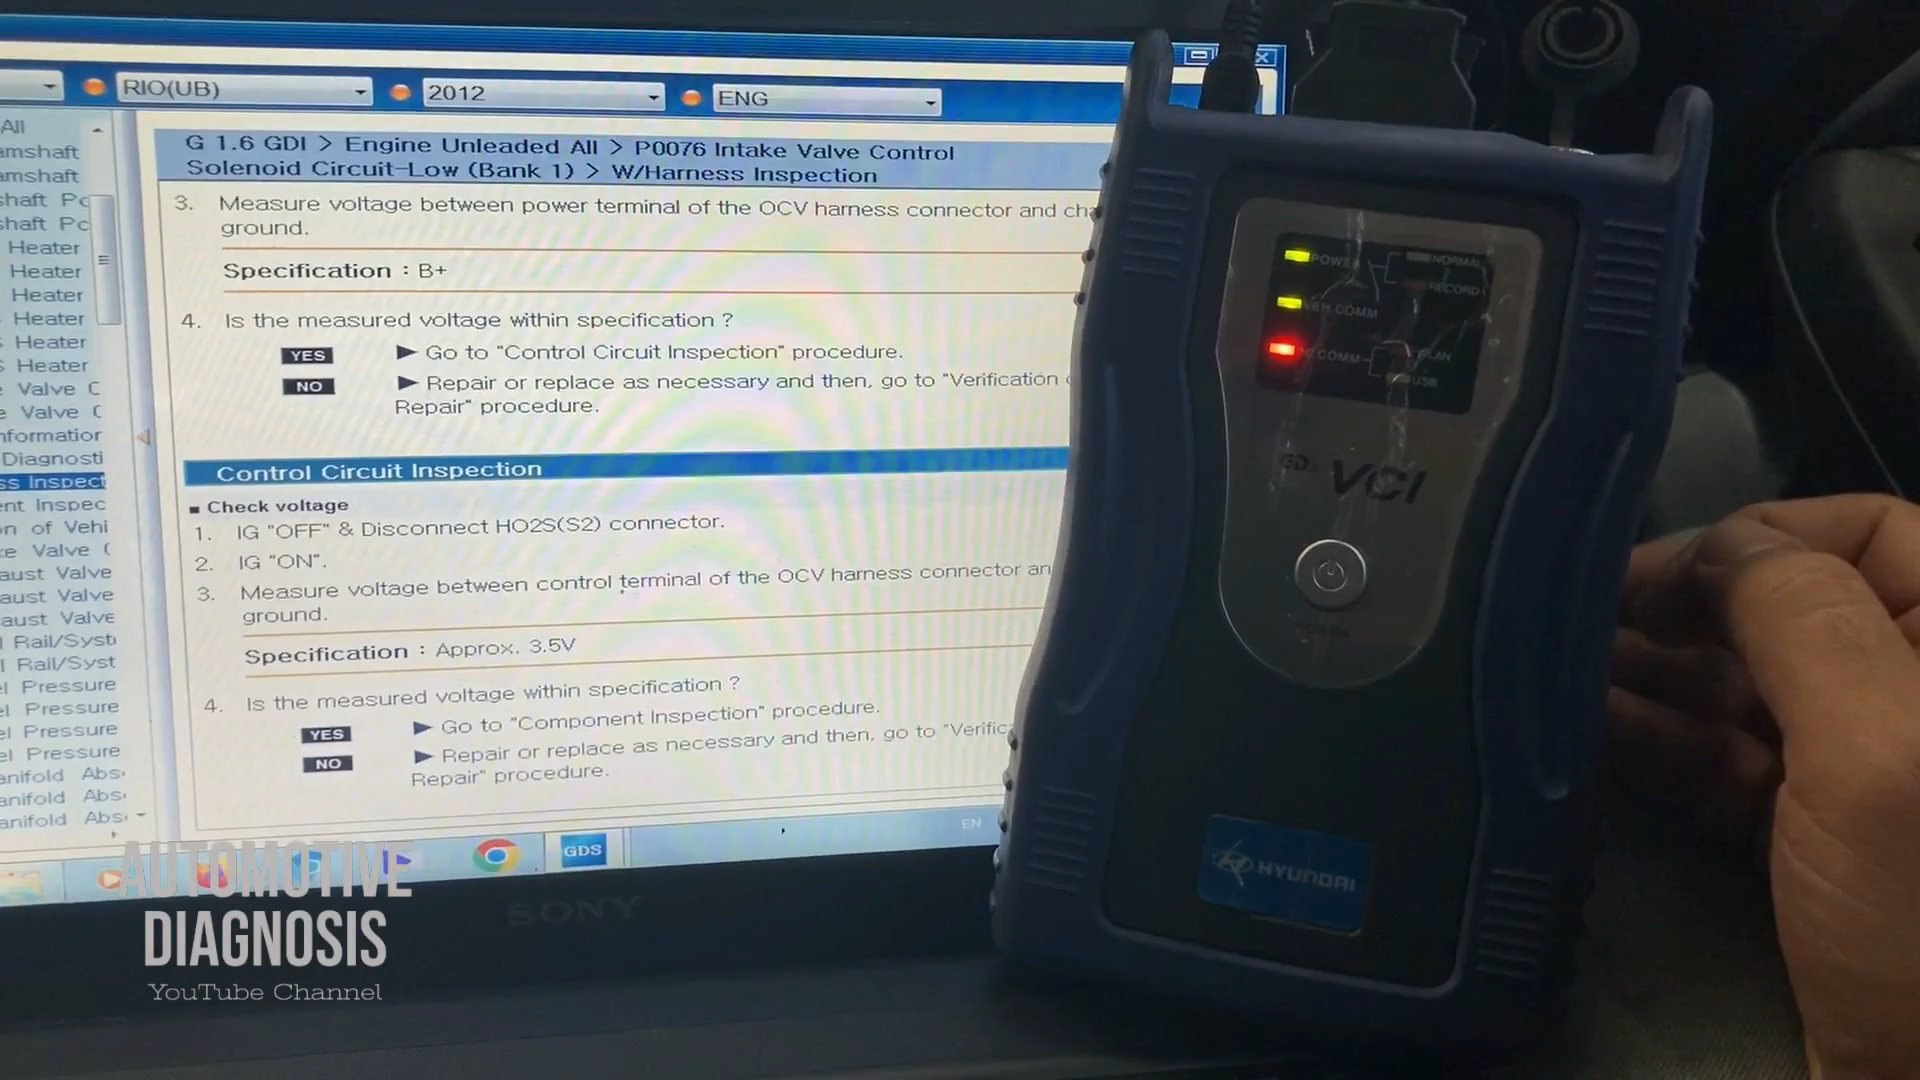 RIO(UB) 2012 ENG
G 1.6 GDI > Engine Unleaded All > P0076 Intake Valve Control
Solenoid Circuit-Low (Bank 1) > W/Harness Inspection
3. Measure voltage between power terminal of the OCV harness connector and cha
ground.
Specification : B+
4. Is the measured voltage within specification ?
YES ▶ Go to "Control Circuit Inspection" procedure.
NO ▶ Repair or replace as necessary and then, go to "Verification
Repair" procedure.
Control Circuit Inspection
■ Check voltage
1. IG "OFF" & Disconnect HO2S(S2) connector.
2. IG "ON".
3. Measure voltage between control terminal of the OCV harness connector an
ground.
Specification : Approx. 3.5V
4. Is the measured voltage within specification ?
YES ▶ Go to "Component Inspection" procedure.
NO ▶ Repair or replace as necessary and then, go to "Verific
Repair" procedure.
All
amshaft
amshaft
shaft Pc
shaft Pc
Heater
Heater
Heater
Heater
Heater
Heater
Valve C
e Valve C
nformation
Diagnosti
ss Inspect
ent Inspec
on of Vehi
ke Valve (
aust Valve
aust Valve
aust Valve
l Rail/Syst
l Rail/Syst
el Pressure
el Pressure
el Pressure
el Pressure
anifold Abs
anifold Abs
anifold Abs
EN
GDS
SONY
POWER NORMAL
RECORD
VEH.COMM
COMM WLAN
USB
VCI
HYUNDAI
AUTOMOTIVE
DIAGNOSIS
YouTube Channel